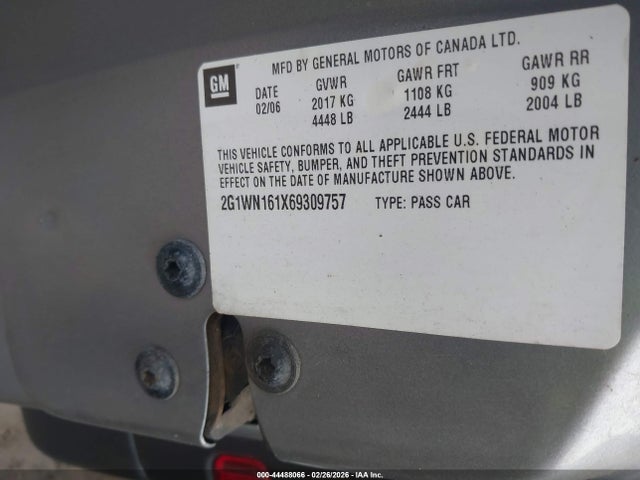 MFD BY GENERAL MOTORS OF CANADA LTD.
GM
DATE GVWR GAWR FRT GAWR RR
02/06 2017 KG 1108 KG 909 KG
4448 LB 2444 LB 2004 LB
THIS VEHICLE CONFORMS TO ALL APPLICABLE U.S. FEDERAL MOTOR
VEHICLE SAFETY, BUMPER, AND THEFT PREVENTION STANDARDS IN
EFFECT ON THE DATE OF MANUFACTURE SHOWN ABOVE.
2G1WN161X69309757 TYPE: PASS CAR
000-44488066 - 02/26/2026 - IAA Inc.